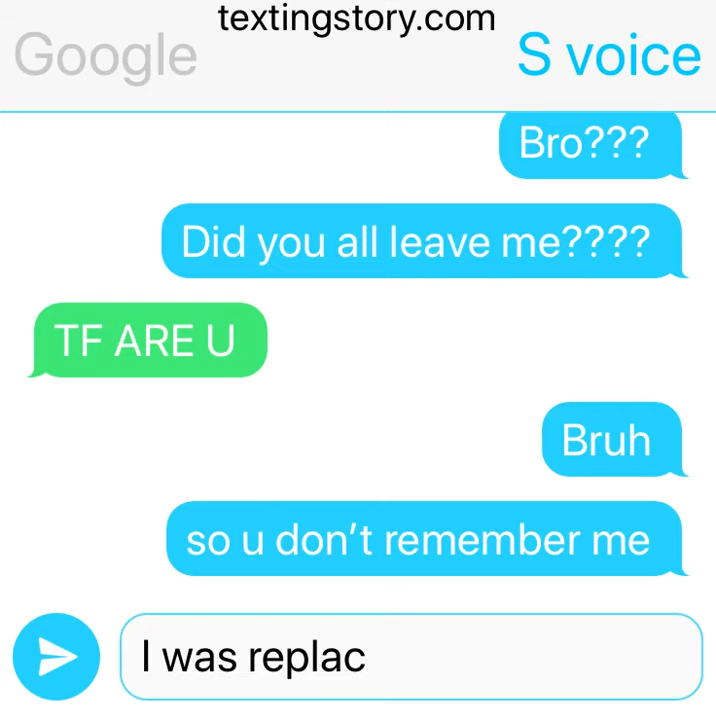 textingstory.com
Google
S voice
Bro???
Did you all leave me????
TF ARE U
Bruh
so u don’t remember me
I was replac